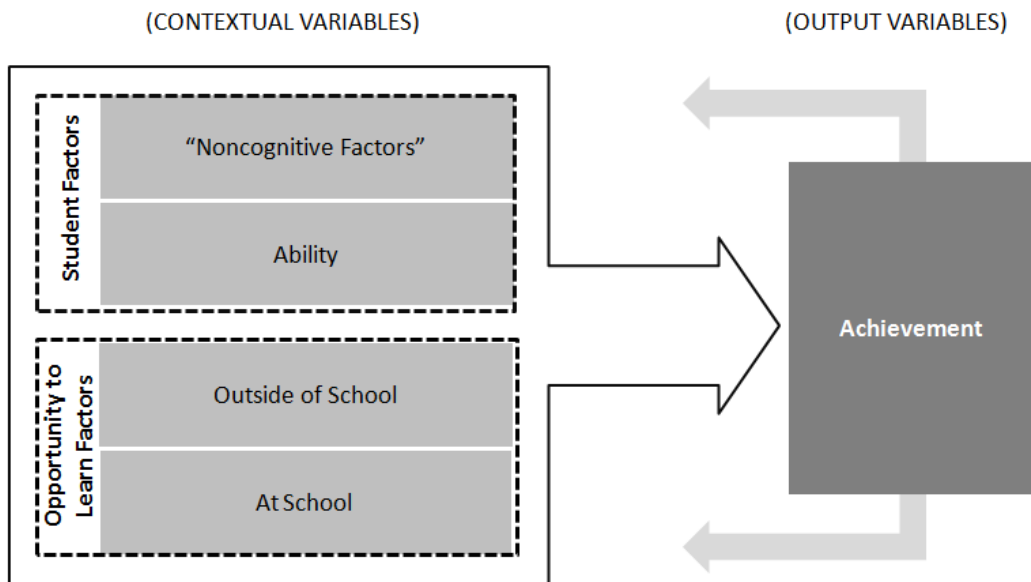 (CONTEXTUAL VARIABLES)
(OUTPUT VARIABLES)
Student Factors
“Noncognitive Factors”
Ability
Opportunity to
Learn Factors
Outside of School
At School
Achievement